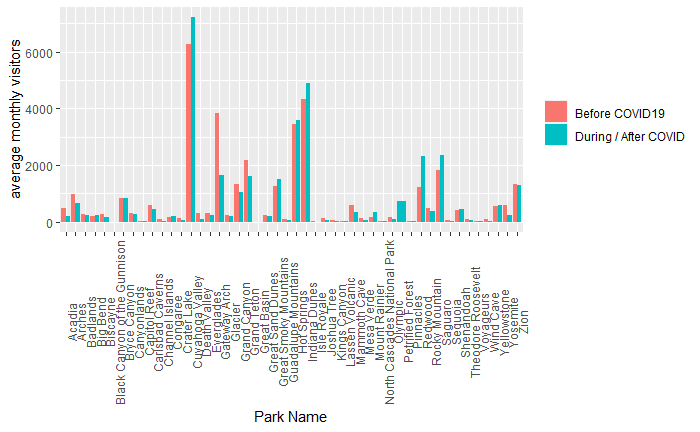 average monthly visitors
6000
4000
2000
0
Before COVID19
During / After COVID
Acadia
Arches
Badlands
Big Bend
Biscayne
Black Canyon of the Gunnison
Bryce Canyon
Canyonlands
Capitol Reef
Carlsbad Caverns
Channel Islands
Congaree
Crater Lake
Cuyahoga Valley
Death Valley
Everglades
Gateway Arch
Glacier
Grand Canyon
Grand Teton
Great Basin
Great Sand Dunes
Great Smoky Mountains
Guadalupe Mountains
Hot Springs
Indiana Dunes
Isle Royale
Joshua Tree
Kings Canyon
Lassen Volcanic
Mammoth Cave
Mesa Verde
Mount Rainier
North Cascades National Park
Olympic
Petrified Forest
Pinnacles
Redwood
Rocky Mountain
Saguaro
Sequoia
Shenandoah
Theodore Roosevelt
Voyageurs
Wind Cave
Yellowstone
Yosemite
Zion
Park Name